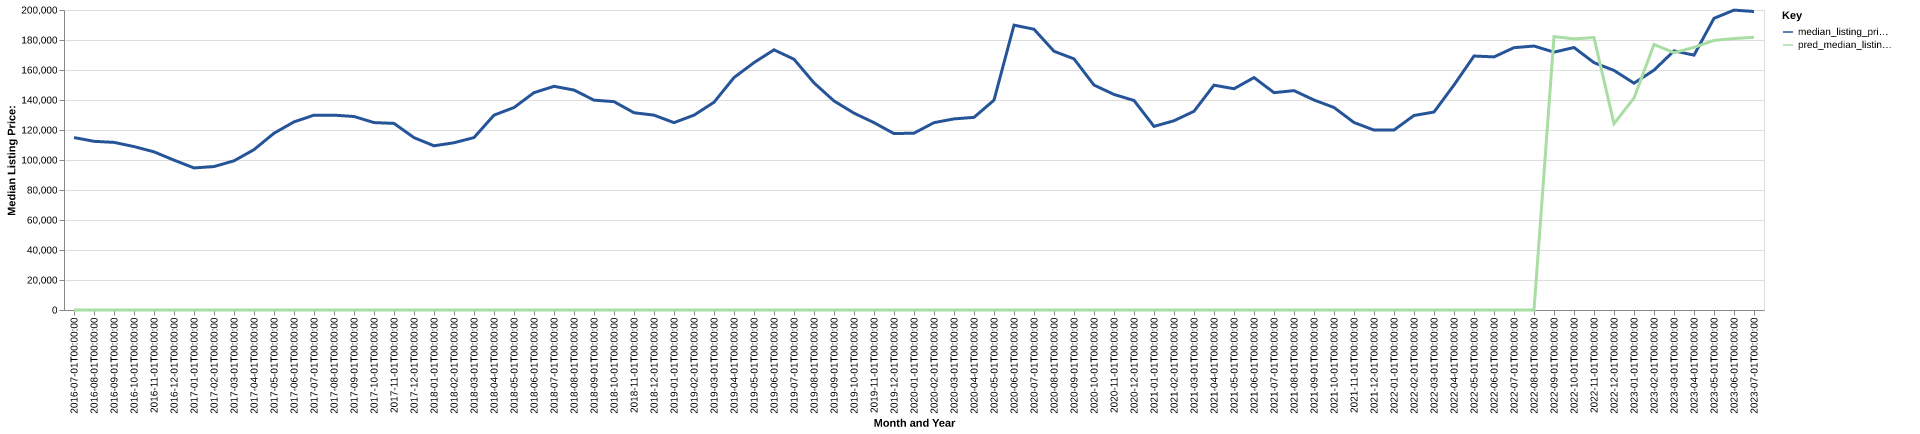 200,000
180,000
160,000
140,000
120,000
100,000
80,000
60,000
40,000
20,000
0
Median Listing Price:
2016-07-01T00:00:00
2016-08-01T00:00:00
2016-09-01T00:00:00
2016-10-01T00:00:00
2016-11-01T00:00:00
2016-12-01T00:00:00
2017-01-01T00:00:00
2017-02-01T00:00:00
2017-03-01T00:00:00
2017-04-01T00:00:00
2017-05-01T00:00:00
2017-06-01T00:00:00
2017-07-01T00:00:00
2017-08-01T00:00:00
2017-09-01T00:00:00
2017-10-01T00:00:00
2017-11-01T00:00:00
2017-12-01T00:00:00
2018-01-01T00:00:00
2018-02-01T00:00:00
2018-03-01T00:00:00
2018-04-01T00:00:00
2018-05-01T00:00:00
2018-06-01T00:00:00
2018-07-01T00:00:00
2018-08-01T00:00:00
2018-09-01T00:00:00
2018-10-01T00:00:00
2018-11-01T00:00:00
2018-12-01T00:00:00
2019-01-01T00:00:00
2019-02-01T00:00:00
2019-03-01T00:00:00
2019-04-01T00:00:00
2019-05-01T00:00:00
2019-06-01T00:00:00
2019-07-01T00:00:00
2019-08-01T00:00:00
2019-09-01T00:00:00
2019-10-01T00:00:00
2019-11-01T00:00:00
2019-12-01T00:00:00
2020-01-01T00:00:00
2020-02-01T00:00:00
2020-03-01T00:00:00
2020-04-01T00:00:00
2020-05-01T00:00:00
2020-06-01T00:00:00
2020-07-01T00:00:00
2020-08-01T00:00:00
2020-09-01T00:00:00
2020-10-01T00:00:00
2020-11-01T00:00:00
2020-12-01T00:00:00
2021-01-01T00:00:00
2021-02-01T00:00:00
2021-03-01T00:00:00
2021-04-01T00:00:00
2021-05-01T00:00:00
2021-06-01T00:00:00
2021-07-01T00:00:00
2021-08-01T00:00:00
2021-09-01T00:00:00
2021-10-01T00:00:00
2021-11-01T00:00:00
2021-12-01T00:00:00
2022-01-01T00:00:00
2022-02-01T00:00:00
2022-03-01T00:00:00
2022-04-01T00:00:00
2022-05-01T00:00:00
2022-06-01T00:00:00
2022-07-01T00:00:00
2022-08-01T00:00:00
2022-09-01T00:00:00
2022-10-01T00:00:00
2022-11-01T00:00:00
2022-12-01T00:00:00
2023-01-01T00:00:00
2023-02-01T00:00:00
2023-03-01T00:00:00
2023-04-01T00:00:00
2023-05-01T00:00:00
2023-06-01T00:00:00
2023-07-01T00:00:00
Month and Year
Key
median_listing_pri…
pred_median_listin…